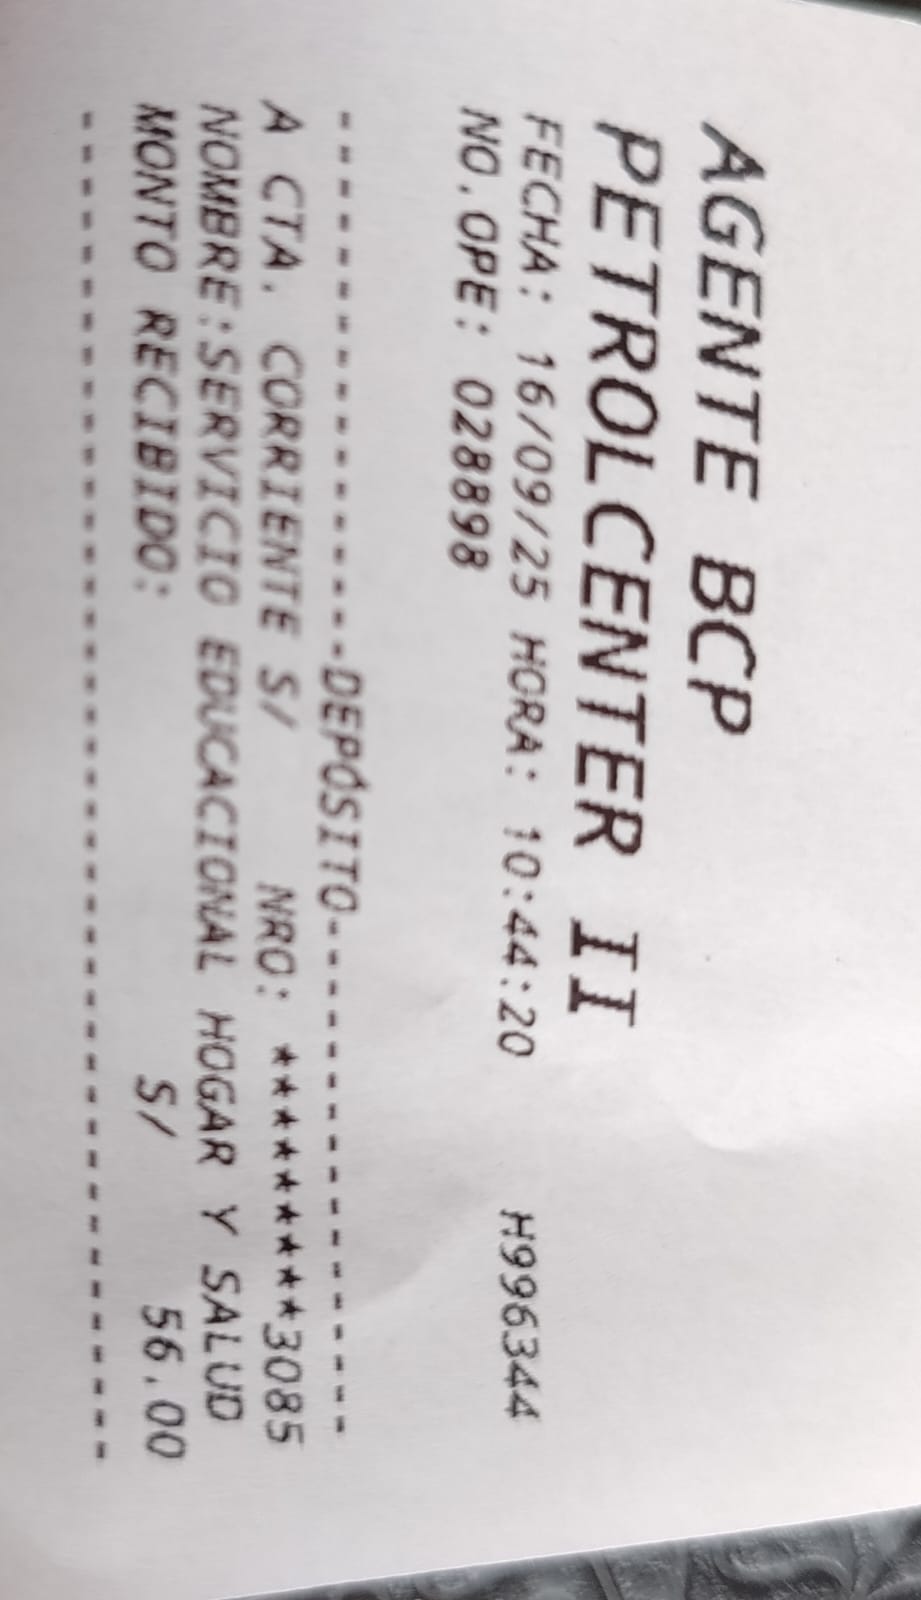 AGENTE BCP
PETROLCENTER II
FECHA: 16/09/25 HORA: 10:44:20 H996344
NO.OPE: 028898
------------------DEPÓSITO------------------
A CTA. CORRIENTE S/ NRO: *********3085
NOMBRE:SERVICIO EDUCACIONAL HOGAR Y SALUD
MONTO RECIBIDO: S/ 56.00
--------------------------------------------